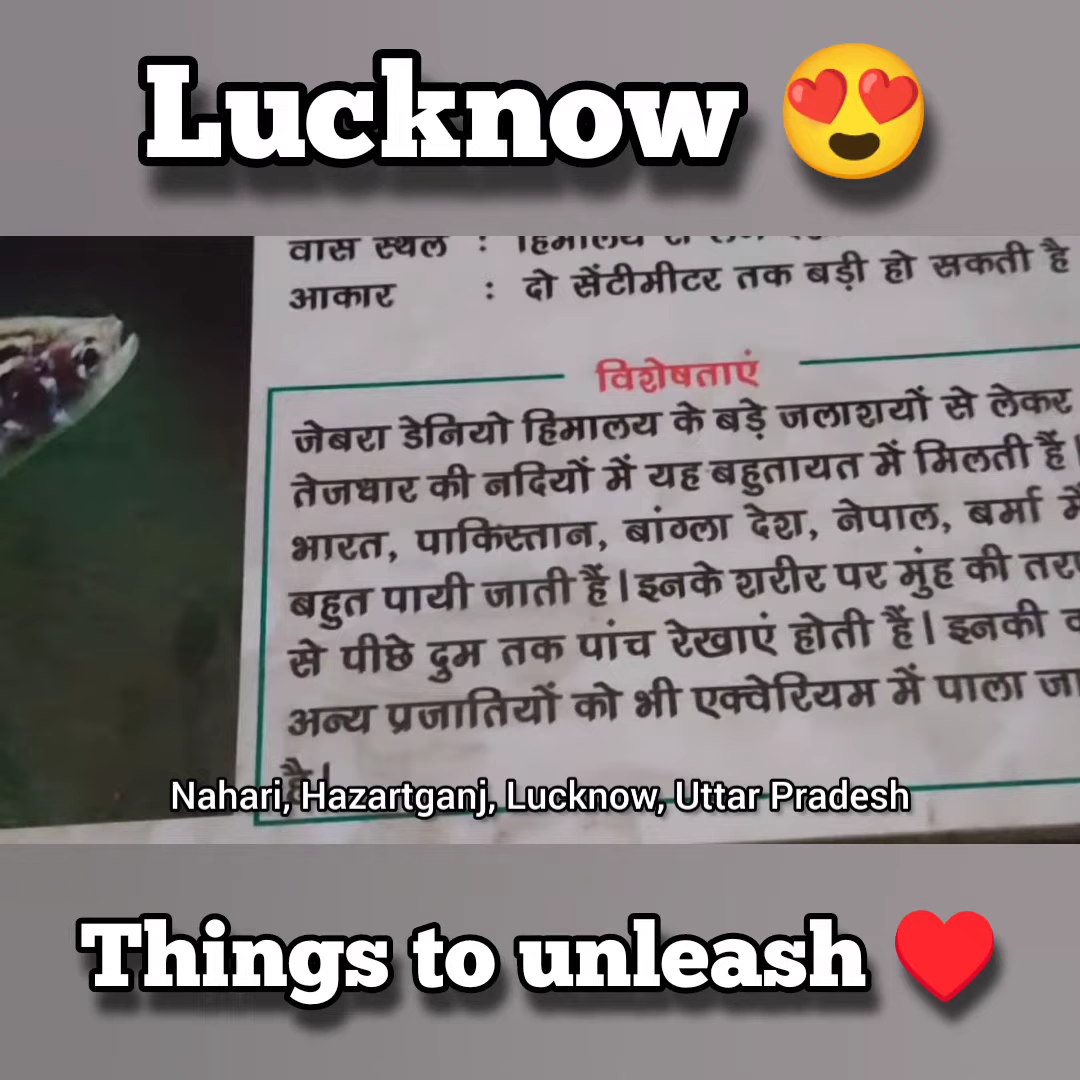 Lucknow 😍
वास स्थल : हिमालय से
आकार : दो सेंटीमीटर तक बड़ी हो सकती है
विशेषताएं
जेबरा डेनियो हिमालय के बड़े जलाशयों से लेकर
तेजधार की नदियों में यह बहुतायत में मिलती हैं।
भारत, पाकिस्तान, बांग्ला देश, नेपाल, बर्मा में
बहुत पायी जाती हैं। इनके शरीर पर मुंह की
से पीछे दुम तक पांच रेखाएं होती हैं। इनकी
अन्य प्रजातियों को भी एक्वेरियम में पाला
है।
Nahari, Hazartganj, Lucknow, Uttar Pradesh
Things to unleash ❤️